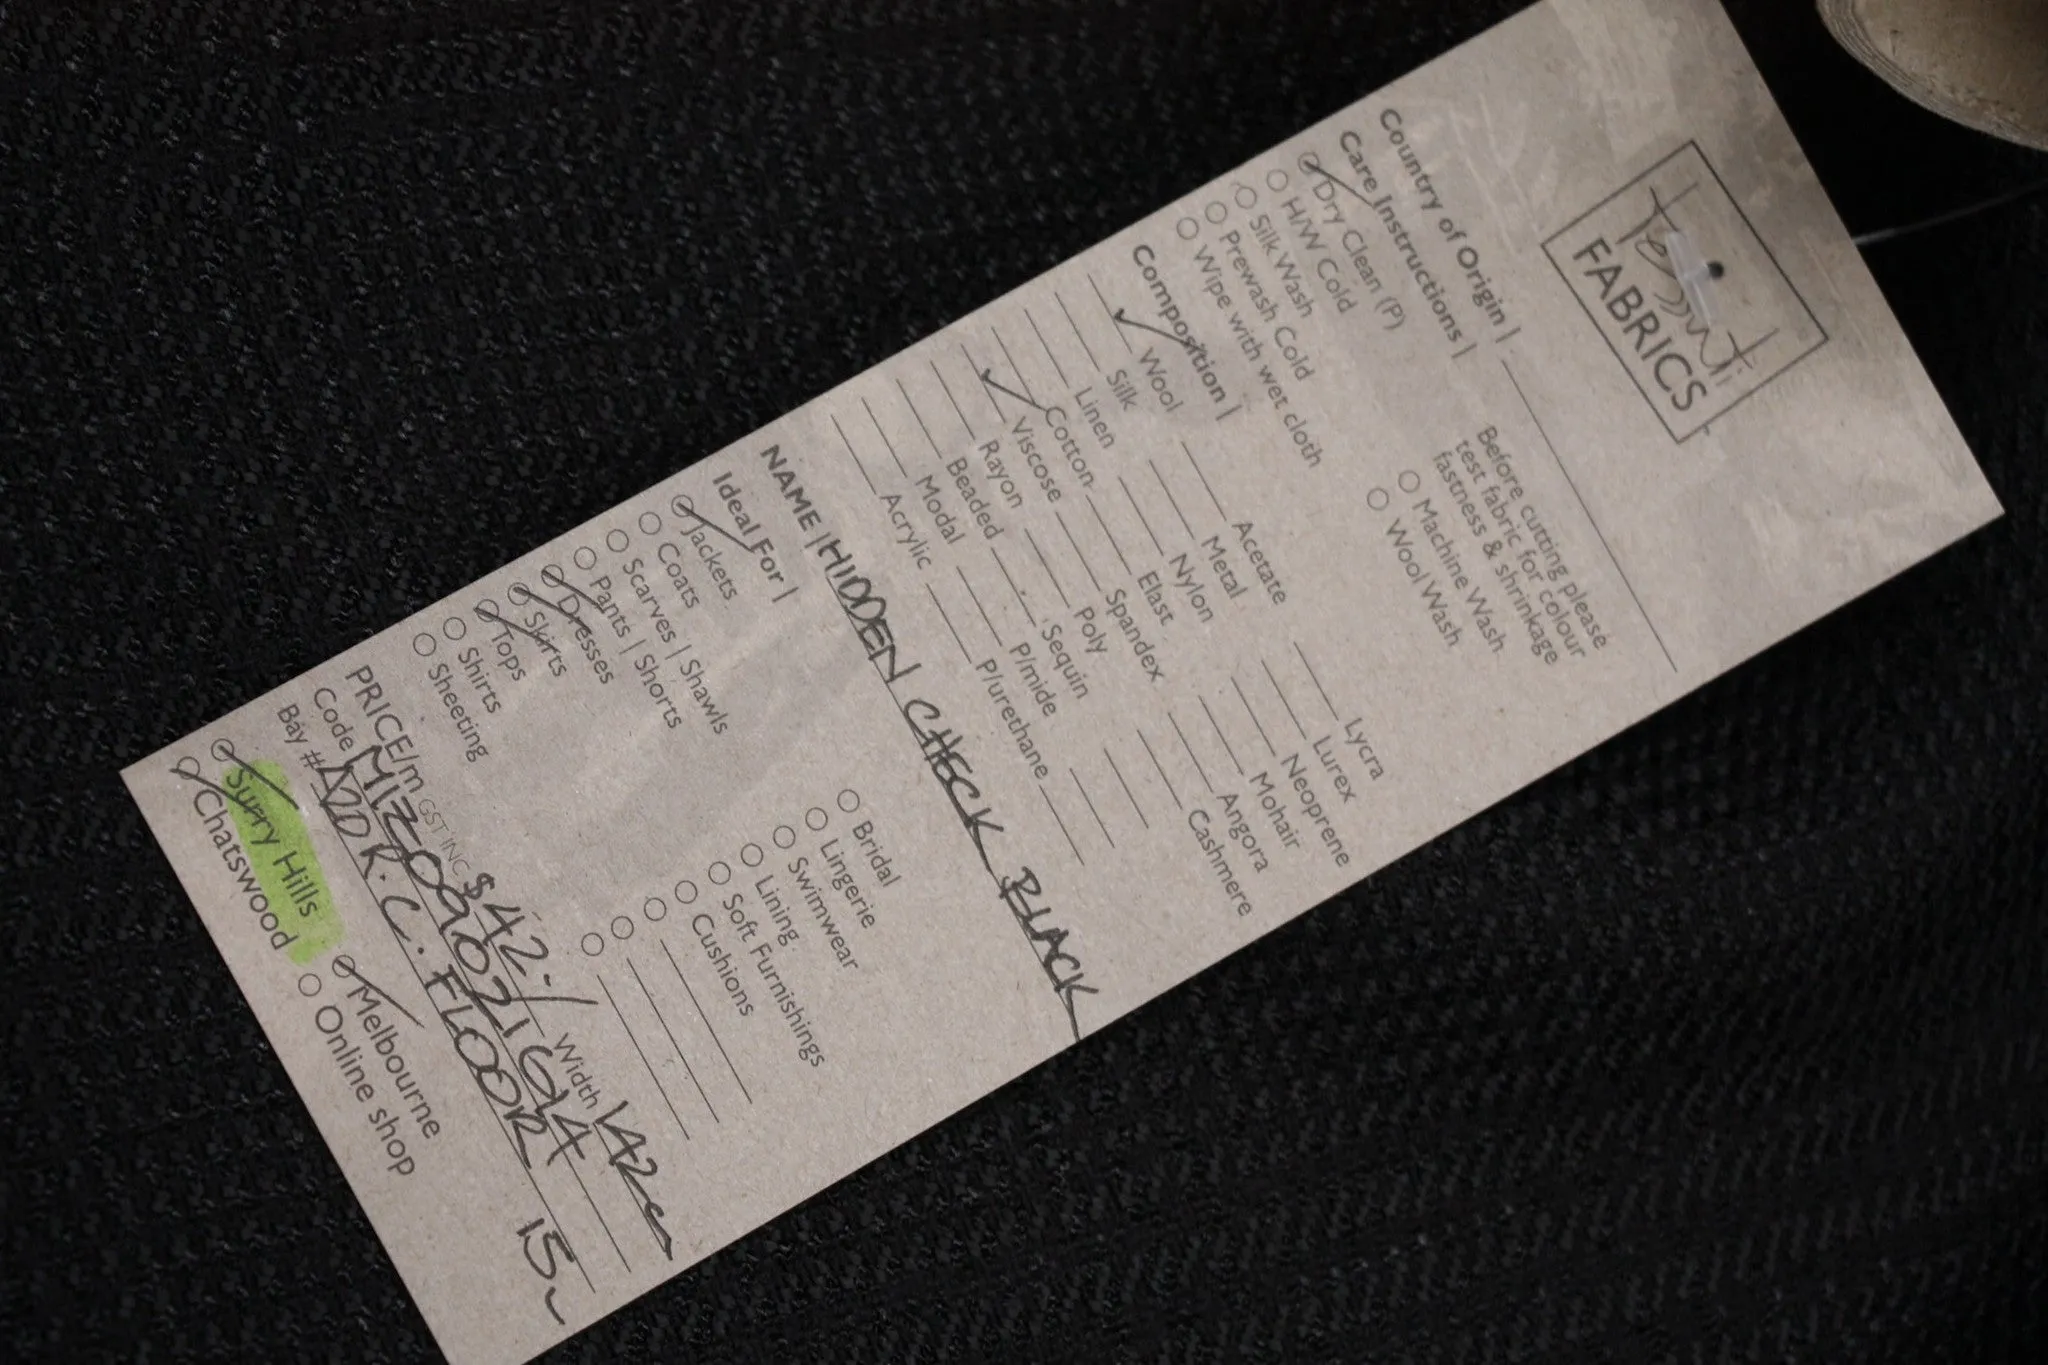 Tessuti
FABRICS
Country of Origin |
Care Instructions |
Dry Clean (P)
H/W Cold
Silk Wash
Prewash Cold
Wipe with wet cloth
Before cutting please
test fabric for colour
fastness & shrinkage
Machine Wash
Wool Wash
Composition |
Wool Acetate Lycra
Silk Metal Lurex
Linen Nylon Neoprene
Cotton Elast Mohair
Viscose Spandex Angora
Rayon Poly Cashmere
Beaded Sequin
Modal P/mide
Acrylic P/urethane
NAME | HIDDEN CHECK BLACK
Ideal For |
Jackets
Coats
Scarves | Shawls
Pants | Shorts
Dresses
Skirts
Tops
Shirts
Sheeting
Bridal
Lingerie
Swimwear
Lining
Soft Furnishings
Cushions
PRICE/m GST INC $42./ Width 142c
Code
Bay # FLOOR 15
Surry Hills Melbourne
Chatswood Online shop